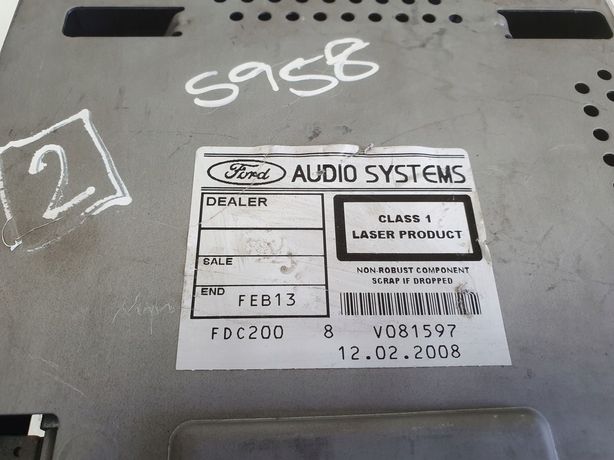 5958
2
Ford AUDIO SYSTEMS
DEALER
CLASS 1
LASER PRODUCT
SALE
NON-ROBUST COMPONENT
SCRAP IF DROPPED
END FEB13
FDC200 8 V081597
12.02.2008